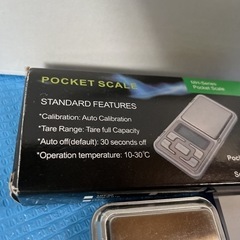 POCKET SCALE
Mini-Series
Pocket Scale
STANDARD FEATURES
*Calibration: Auto Calibration
*Tare Range: Tare full Capacity
*Auto off(default): 30 seconds off
*Operation temperature: 10-30℃